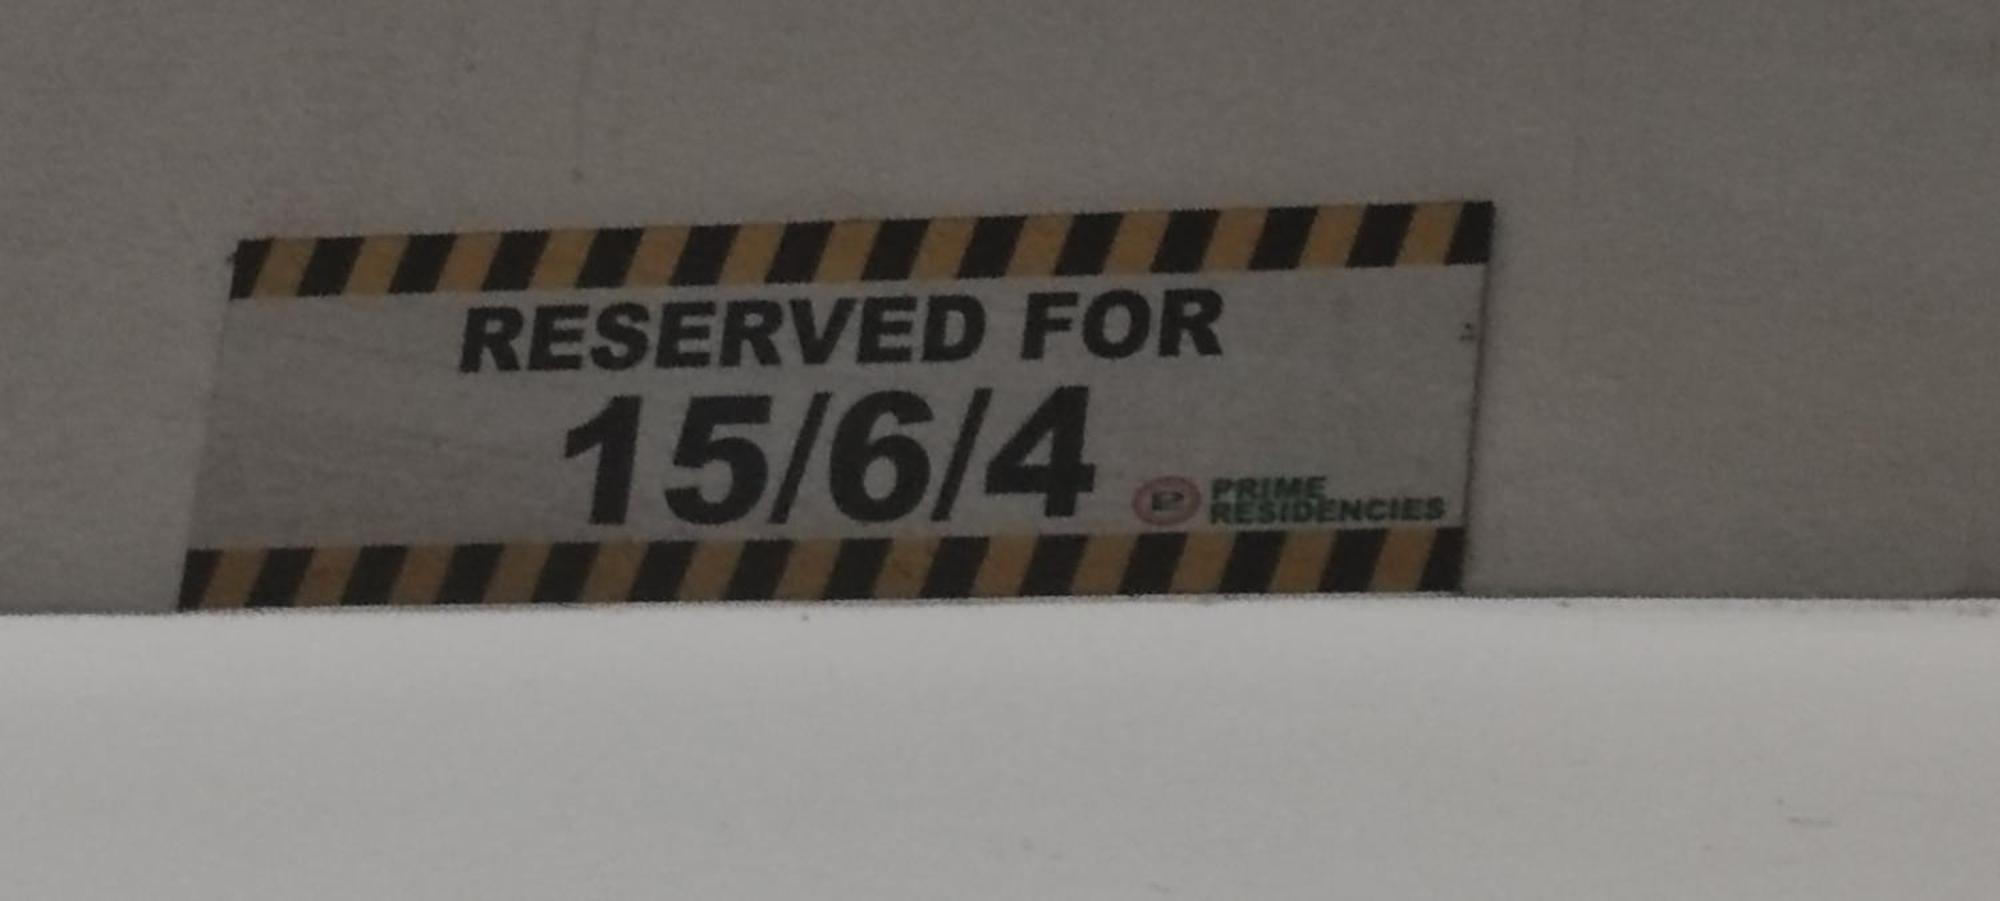 RESERVED FOR
15/6/4
PRIME
RESIDENCIES